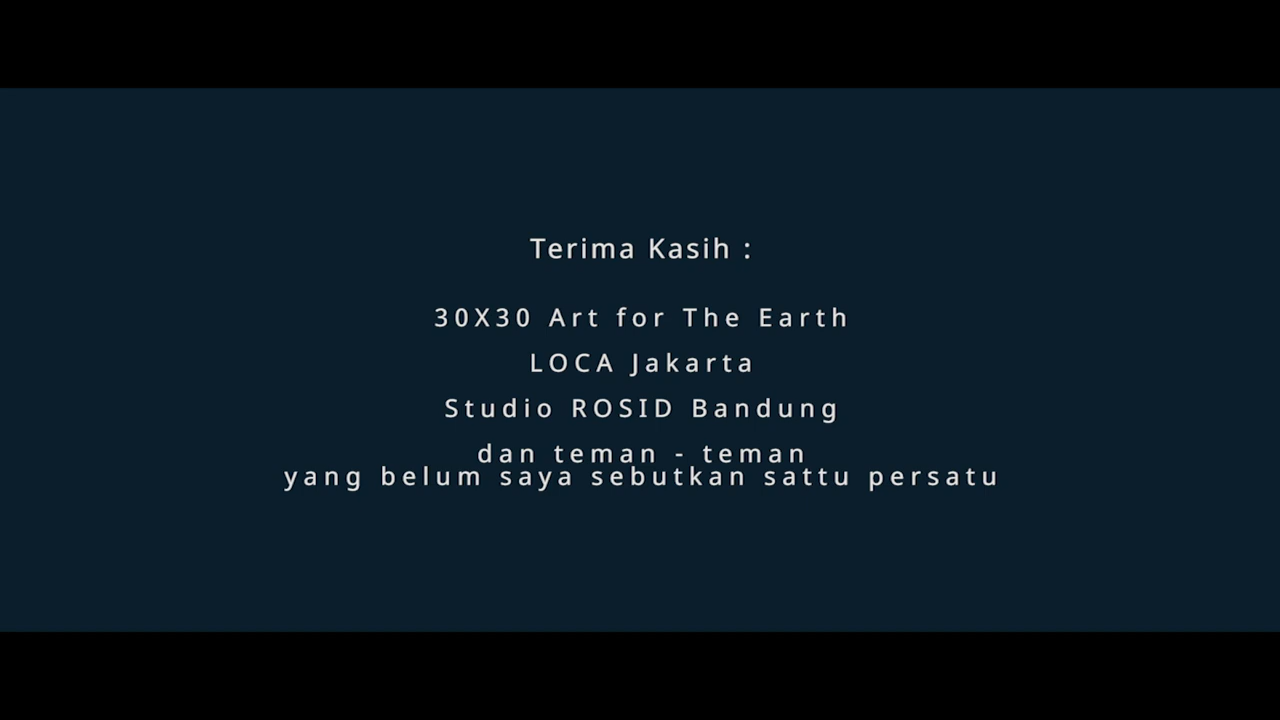 Terima Kasih :
30X30 Art for The Earth
LOCA Jakarta
Studio ROSID Bandung
dan teman - teman
yang belum saya sebutkan sattu persatu